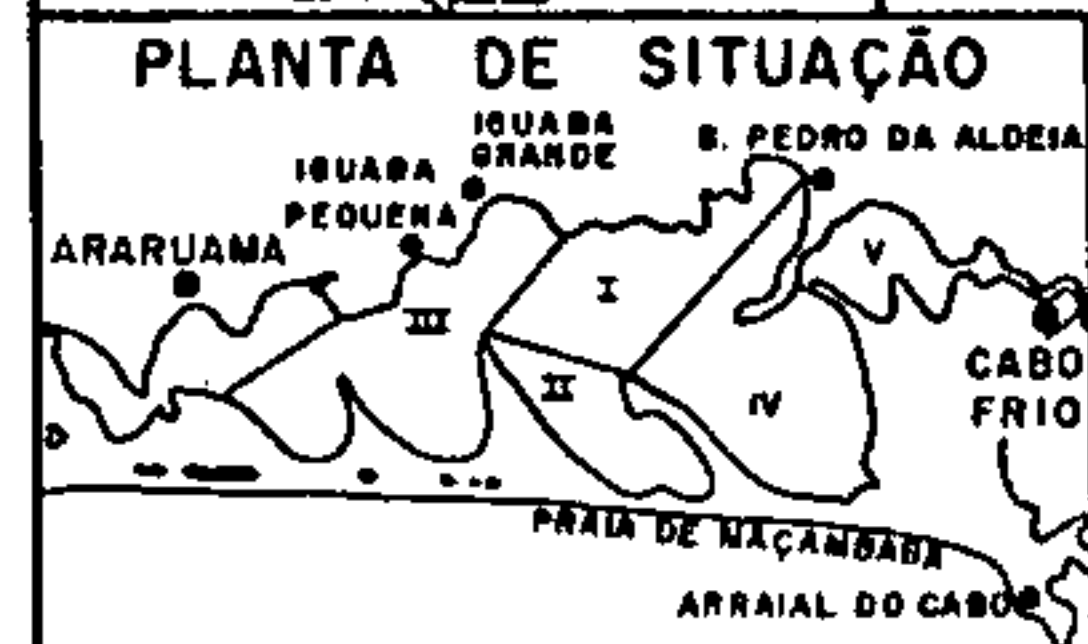 PLANTA DE SITUAÇÃO
IGUABA
GRANDE
S. PEDRO DA ALDEIA
IGUABA
PEQUENA
ARARUAMA
V
I
III
CABO
FRIO
II
IV
PRAIA DE MAÇAMBABA
ARRAIAL DO CABO